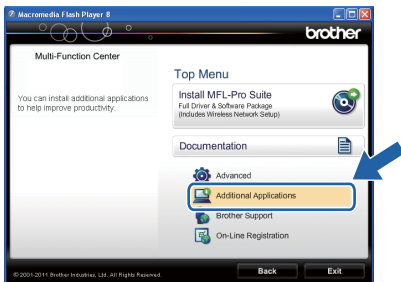 Macromedia Flash Player 8
brother
Multi-Function Center
You can install additional applications
to help improve productivity.
Top Menu
Install MFL-Pro Suite
Full Driver & Software Package
(Includes Wireless Network Setup)
Documentation
Advanced
Additional Applications
Brother Support
On-Line Registration
© 2001-2011 Brother Industries, Ltd. All Rights Reserved.
Back
Exit